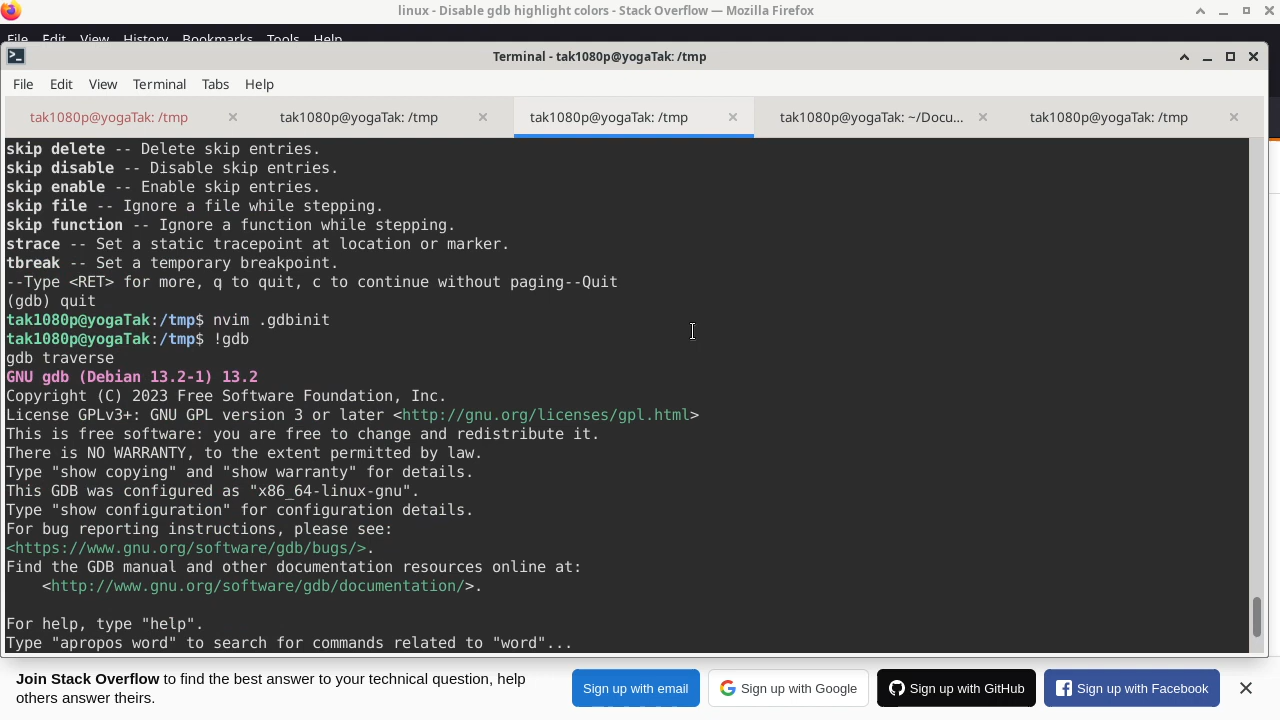 linux - Disable gdb highlight colors - Stack Overflow — Mozilla Firefox
File Edit View History Bookmarks Tools Help
Terminal - tak1080p@yogaTak: /tmp
File Edit View Terminal Tabs Help
tak1080p@yogaTak: /tmp
tak1080p@yogaTak: /tmp
tak1080p@yogaTak: /tmp
tak1080p@yogaTak: ~/Docu...
tak1080p@yogaTak: /tmp
skip delete -- Delete skip entries.
skip disable -- Disable skip entries.
skip enable -- Enable skip entries.
skip file -- Ignore a file while stepping.
skip function -- Ignore a function while stepping.
strace -- Set a static tracepoint at location or marker.
tbreak -- Set a temporary breakpoint.
--Type <RET> for more, q to quit, c to continue without paging--Quit
(gdb) quit
tak1080p@yogaTak:/tmp$ nvim .gdbinit
tak1080p@yogaTak:/tmp$ !gdb
gdb traverse
GNU gdb (Debian 13.2-1) 13.2
Copyright (C) 2023 Free Software Foundation, Inc.
License GPLv3+: GNU GPL version 3 or later <http://gnu.org/licenses/gpl.html>
This is free software: you are free to change and redistribute it.
There is NO WARRANTY, to the extent permitted by law.
Type "show copying" and "show warranty" for details.
This GDB was configured as "x86_64-linux-gnu".
Type "show configuration" for configuration details.
For bug reporting instructions, please see:
<https://www.gnu.org/software/gdb/bugs/>.
Find the GDB manual and other documentation resources online at:
    <http://www.gnu.org/software/gdb/documentation/>.
For help, type "help".
Type "apropos word" to search for commands related to "word"...
Join Stack Overflow to find the best answer to your technical question, help
others answer theirs.
Sign up with email
Sign up with Google
Sign up with GitHub
Sign up with Facebook